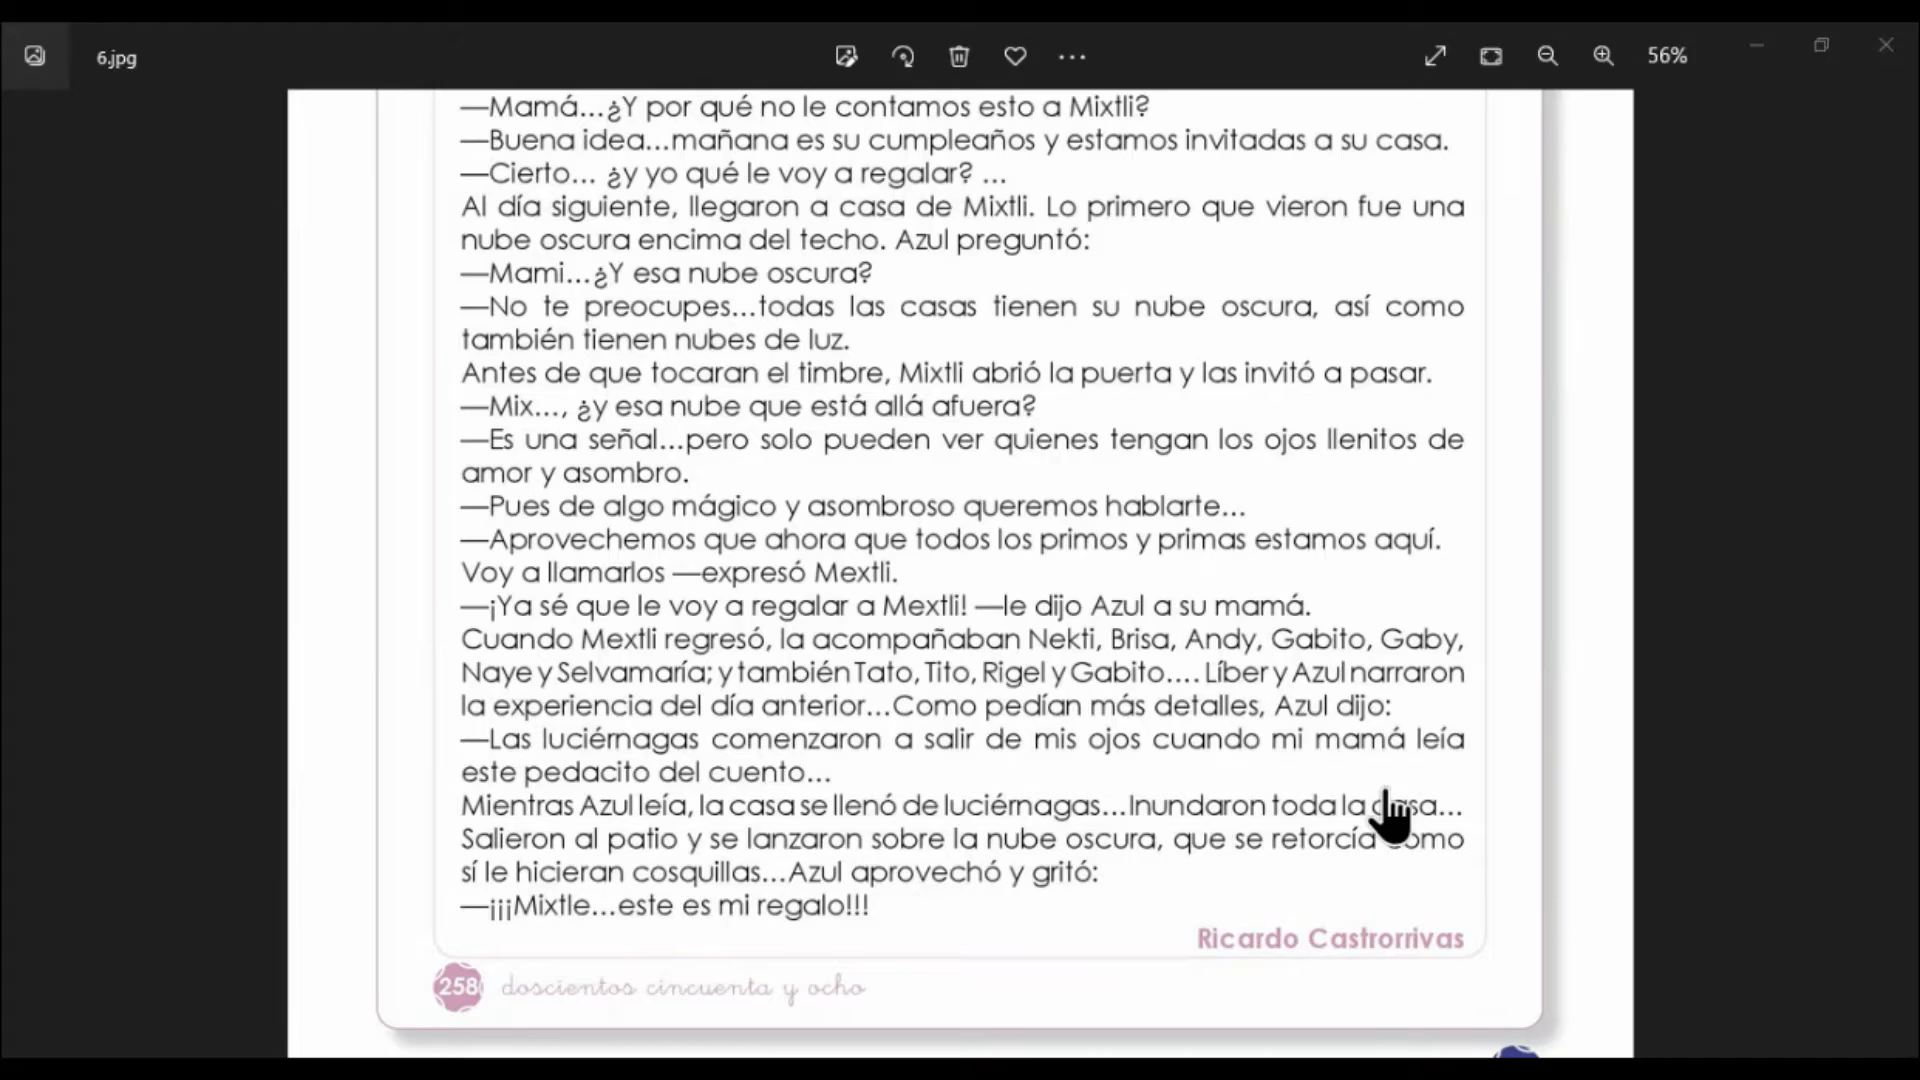 6.jpg
56%
—Mamá...¿Y por qué no le contamos esto a Mixtli?
—Buena idea...mañana es su cumpleaños y estamos invitadas a su casa.
—Cierto... ¿y yo qué le voy a regalar? ...
Al día siguiente, llegaron a casa de Mixtli. Lo primero que vieron fue una
nube oscura encima del techo. Azul preguntó:
—Mami...¿Y esa nube oscura?
—No te preocupes...todas las casas tienen su nube oscura, así como
también tienen nubes de luz.
Antes de que tocaran el timbre, Mixtli abrió la puerta y las invitó a pasar.
—Mix..., ¿y esa nube que está allá afuera?
—Es una señal...pero solo pueden ver quienes tengan los ojos llenitos de
amor y asombro.
—Pues de algo mágico y asombroso queremos hablarte...
—Aprovechemos que ahora que todos los primos y primas estamos aquí.
Voy a llamarlos —expresó Mextli.
—¡Ya sé que le voy a regalar a Mextli! —le dijo Azul a su mamá.
Cuando Mextli regresó, la acompañaban Nekti, Brisa, Andy, Gabito, Gaby,
Naye y Selvamaría; y también Tato, Tito, Rigel y Gabito.... Líber y Azul narraron
la experiencia del día anterior...Como pedían más detalles, Azul dijo:
—Las luciérnagas comenzaron a salir de mis ojos cuando mi mamá leía
este pedacito del cuento...
Mientras Azul leía, la casa se llenó de luciérnagas...Inundaron toda la casa...
Salieron al patio y se lanzaron sobre la nube oscura, que se retorcía como
sí le hicieran cosquillas...Azul aprovechó y gritó:
—¡¡¡Mixtle...este es mi regalo!!!
Ricardo Castrorrivas
258 doscientos cincuenta y ocho